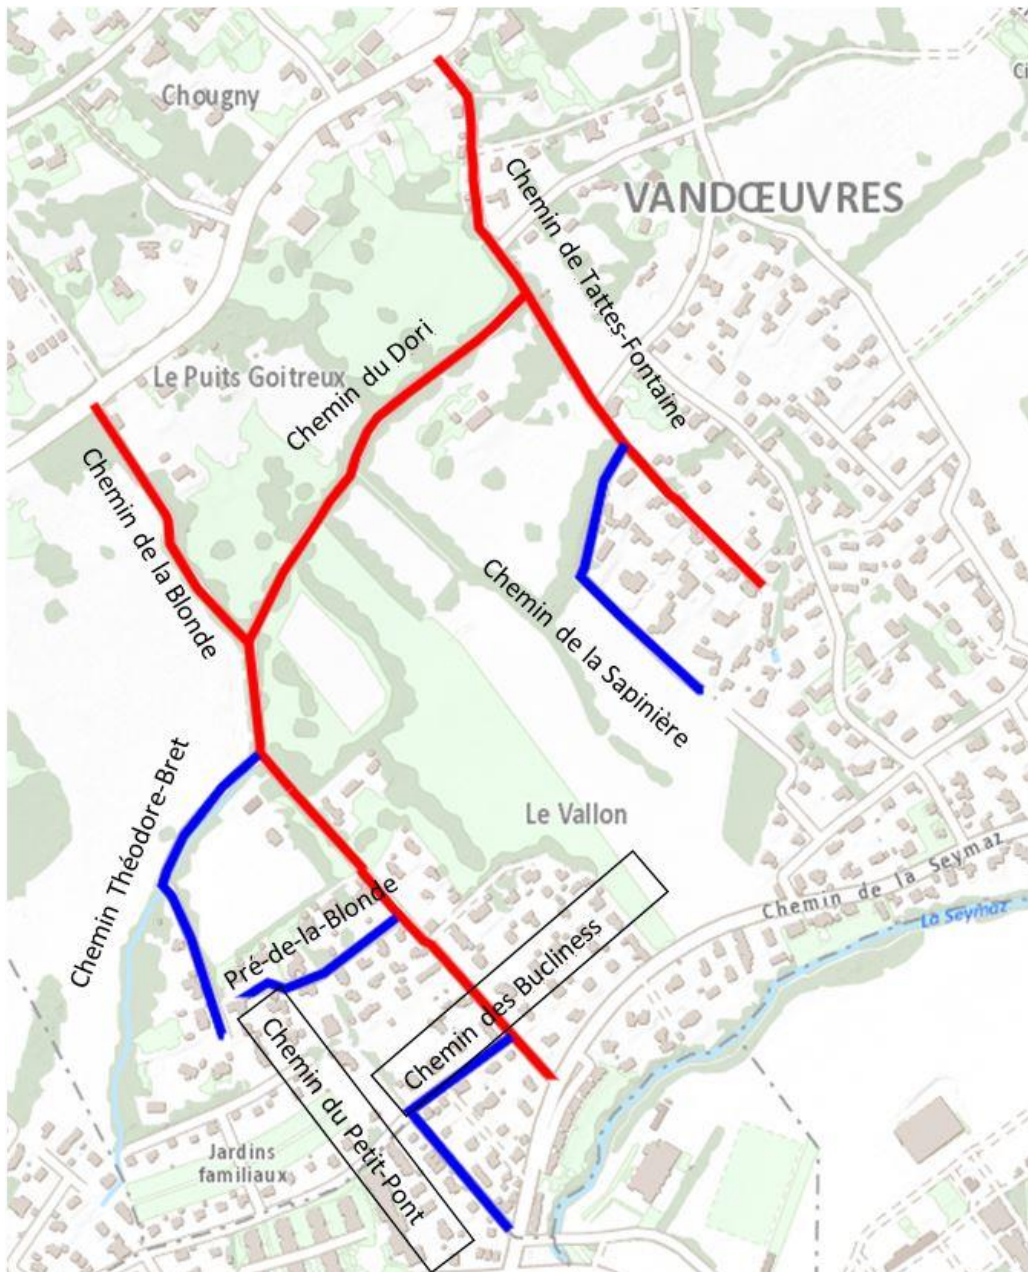 Chougny
Ci
VANDŒUVRES
Chemin de Tattes-Fontaine
Le Puits Goitreux
Chemin du Dori
Chemin de la Blonde
Chemin de la Sapinière
Chemin Théodore-Bret
Le Vallon
Chemin de la Seymaz
La Seymaz
Pré-de-la-Blonde
Chemin des Bucliness
Chemin du Petit-Pont
Jardins
familiaux